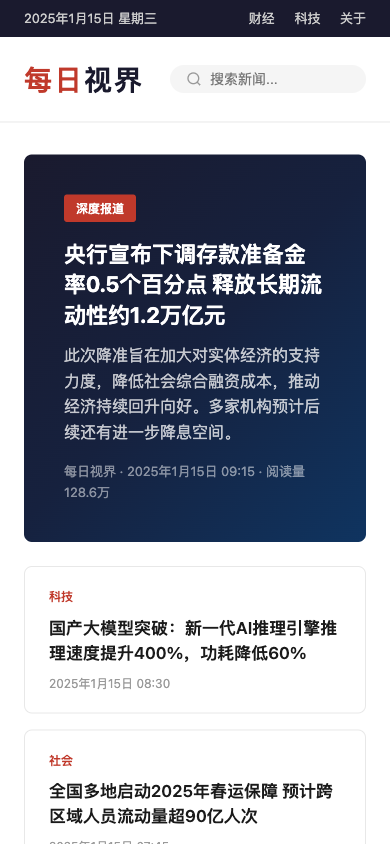 2025年1月15日 星期三
财经 科技 关于
每日视界
搜索新闻...
深度报道
央行宣布下调存款准备金
率0.5个百分点 释放长期流
动性约1.2万亿元
此次降准旨在加大对实体经济的支持
力度，降低社会综合融资成本，推动
经济持续回升向好。多家机构预计后
续还有进一步降息空间。
每日视界 · 2025年1月15日 09:15 · 阅读量
128.6万
科技
国产大模型突破：新一代AI推理引擎推
理速度提升400%，功耗降低60%
2025年1月15日 08:30
社会
全国多地启动2025年春运保障 预计跨
区域人员流动量超90亿人次